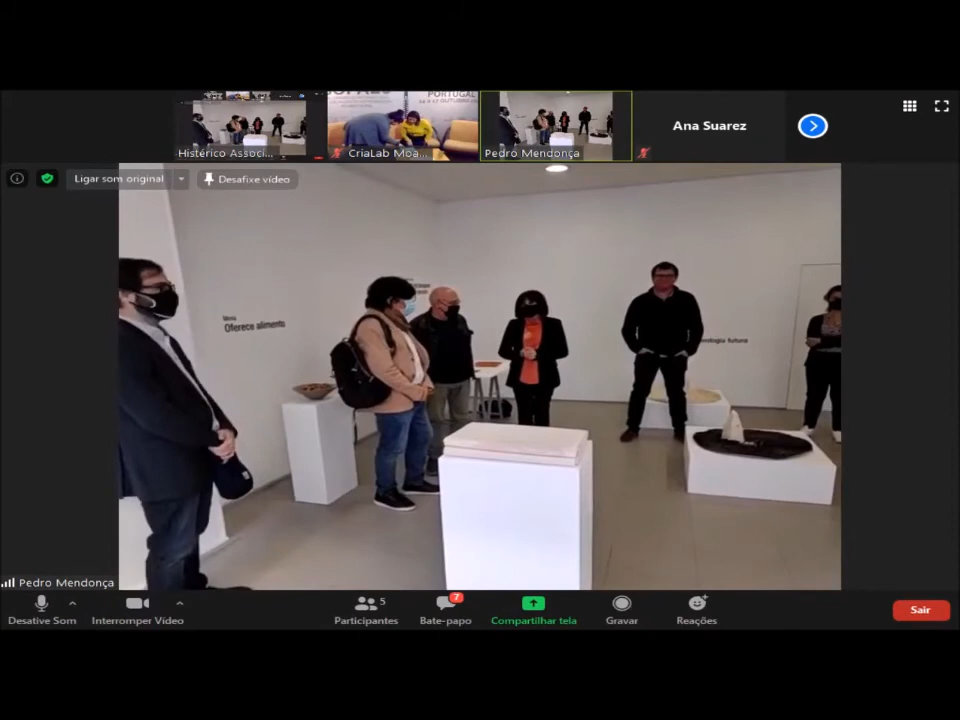 PORTUGAL
Histérico Associ...
CriaLab Moa...
Pedro Mendonça
Ana Suarez
Ligar som original
Desafixe vídeo
Oferece alimento
ologia futura
Pedro Mendonça
Desative Som
Interromper Vídeo
5
Participantes
7
Bate-papo
Compartilhar tela
Gravar
Reações
Sair